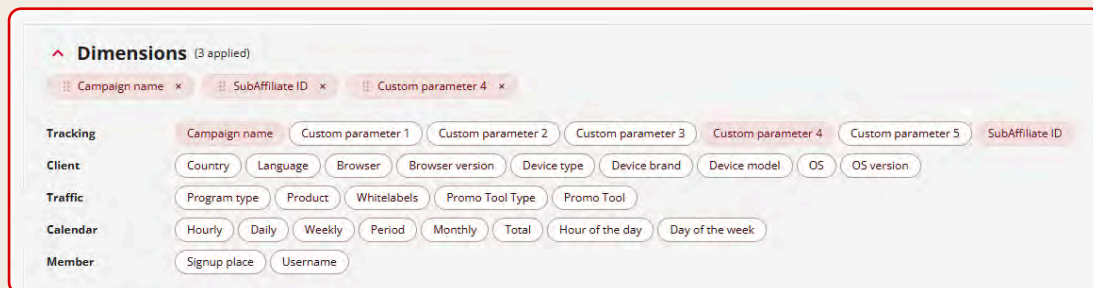 Dimensions (3 applied)
Campaign name × SubAffiliate ID × Custom parameter 4 ×
Tracking Campaign name Custom parameter 1 Custom parameter 2 Custom parameter 3 Custom parameter 4 Custom parameter 5 SubAffiliate ID
Client Country Language Browser Browser version Device type Device brand Device model OS OS version
Traffic Program type Product Whitelabels Promo Tool Type Promo Tool
Calendar Hourly Daily Weekly Period Monthly Total Hour of the day Day of the week
Member Signup place Username